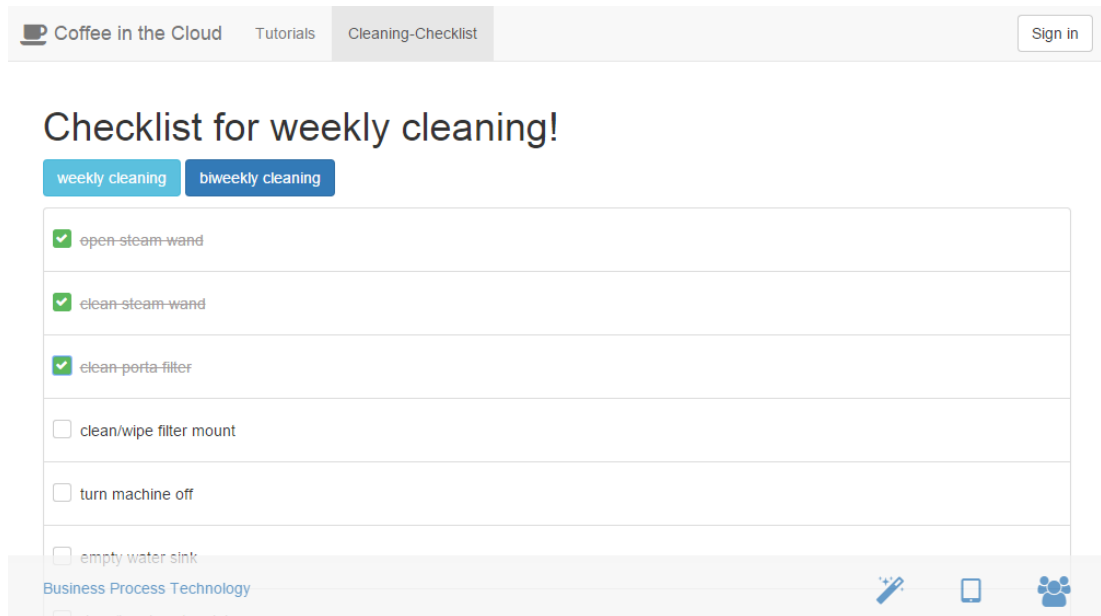 Coffee in the Cloud Tutorials Cleaning-Checklist Sign in
Checklist for weekly cleaning!
weekly cleaning biweekly cleaning
open steam wand
clean steam wand
clean porta filter
clean/wipe filter mount
turn machine off
empty water sink
Business Process Technology